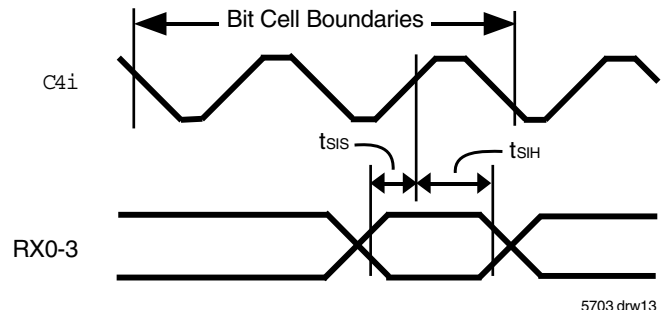 Bit Cell Boundaries
C4i
tSIS
tSIH
RX0-3
5703 drw13